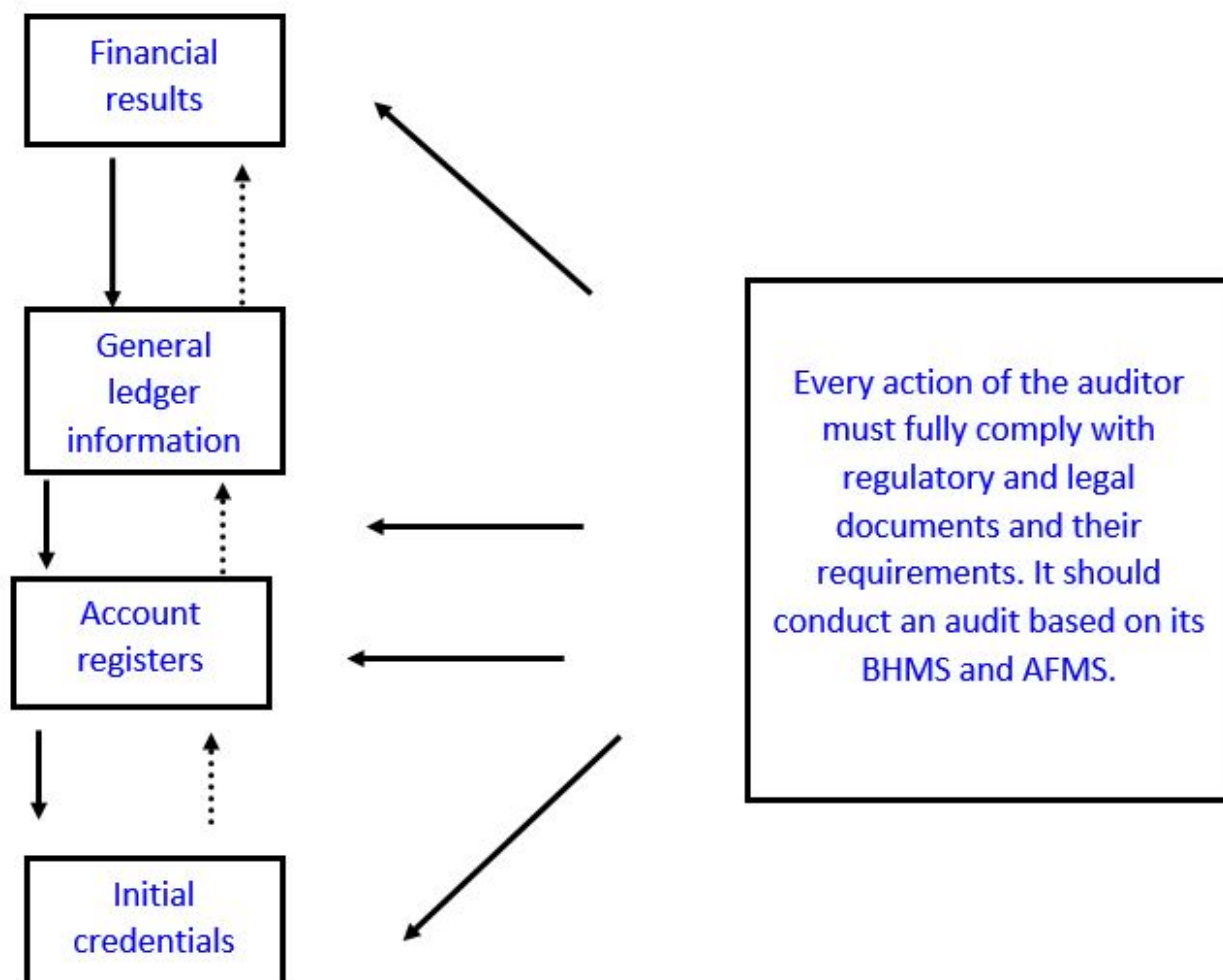 Financial
results
General
ledger
information
Every action of the auditor
must fully comply with
regulatory and legal
documents and their
requirements. It should
conduct an audit based on its
BHMS and AFMS.
Account
registers
Initial
credentials